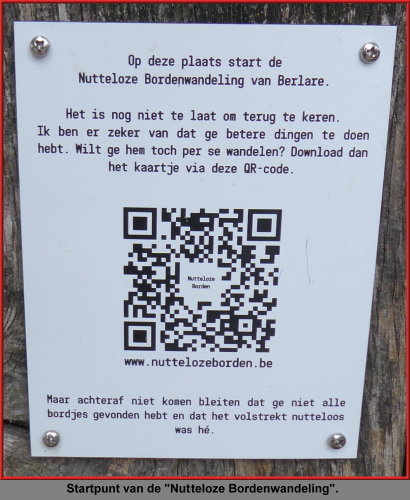 Op deze plaats start de
Nutteloze Bordenwandeling van Berlare.
Het is nog niet te laat om terug te keren.
Ik ben er zeker van dat ge betere dingen te doen
hebt. Wilt ge hem toch per se wandelen? Download dan
het kaartje via deze QR-code.
Nutteloze
Borden
www.nuttelozeborden.be
Maar achteraf niet komen bleiten dat ge niet alle
bordjes gevonden hebt en dat het volstrekt nutteloos
was hé.
Startpunt van de "Nutteloze Bordenwandeling".